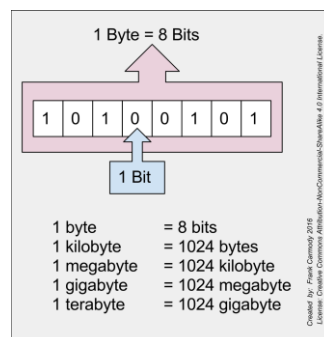 1 Byte = 8 Bits
1 0 1 0 0 1 0 1
1 Bit
1 byte = 8 bits
1 kilobyte = 1024 bytes
1 megabyte = 1024 kilobyte
1 gigabyte = 1024 megabyte
1 terabyte = 1024 gigabyte
Created by: Frank Carmody 2016
License: Creative Commons Attribution-NonCommercial-ShareAlike 4.0 International License.